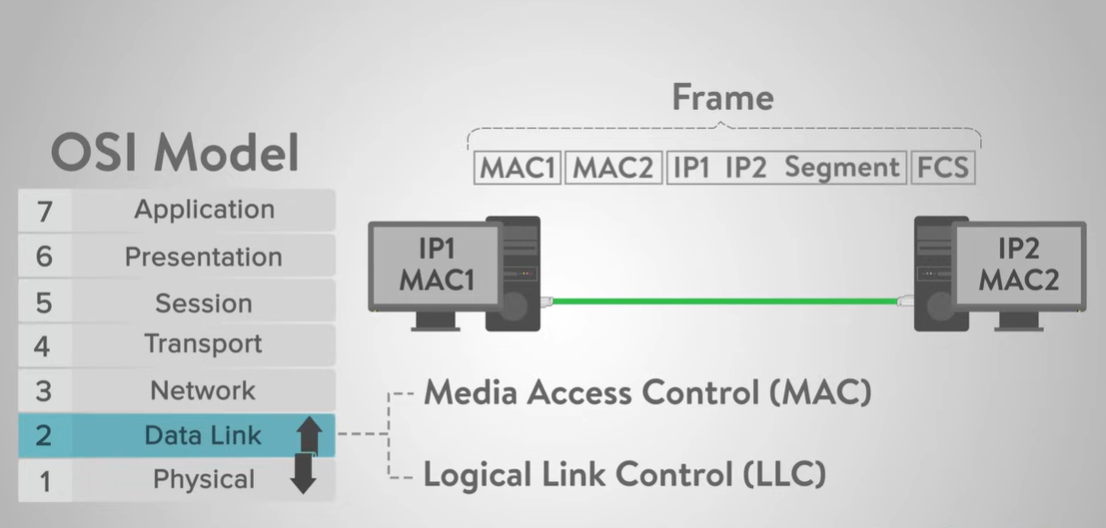 Frame
OSI Model
MAC1 MAC2 IP1 IP2 Segment FCS
7 Application
6 Presentation
5 Session
4 Transport
3 Network
2 Data Link
1 Physical
IP1
MAC1
IP2
MAC2
Media Access Control (MAC)
Logical Link Control (LLC)